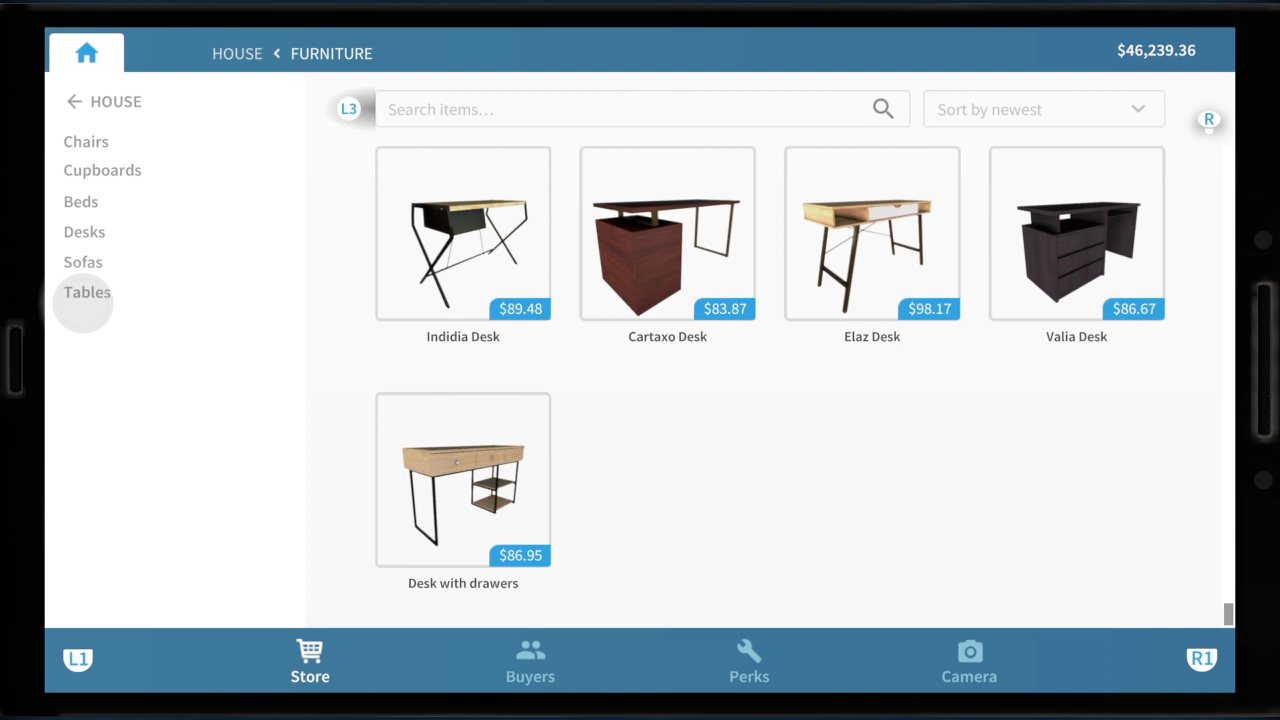 HOUSE < FURNITURE
$46,239.36
HOUSE
Chairs
Cupboards
Beds
Desks
Sofas
Tables
L3
Search items...
Sort by newest
R
$89.48
$83.87
$98.17
$86.67
Indidia Desk
Cartaxo Desk
Elaz Desk
Valia Desk
$86.95
Desk with drawers
L1
Store
Buyers
Perks
Camera
R1